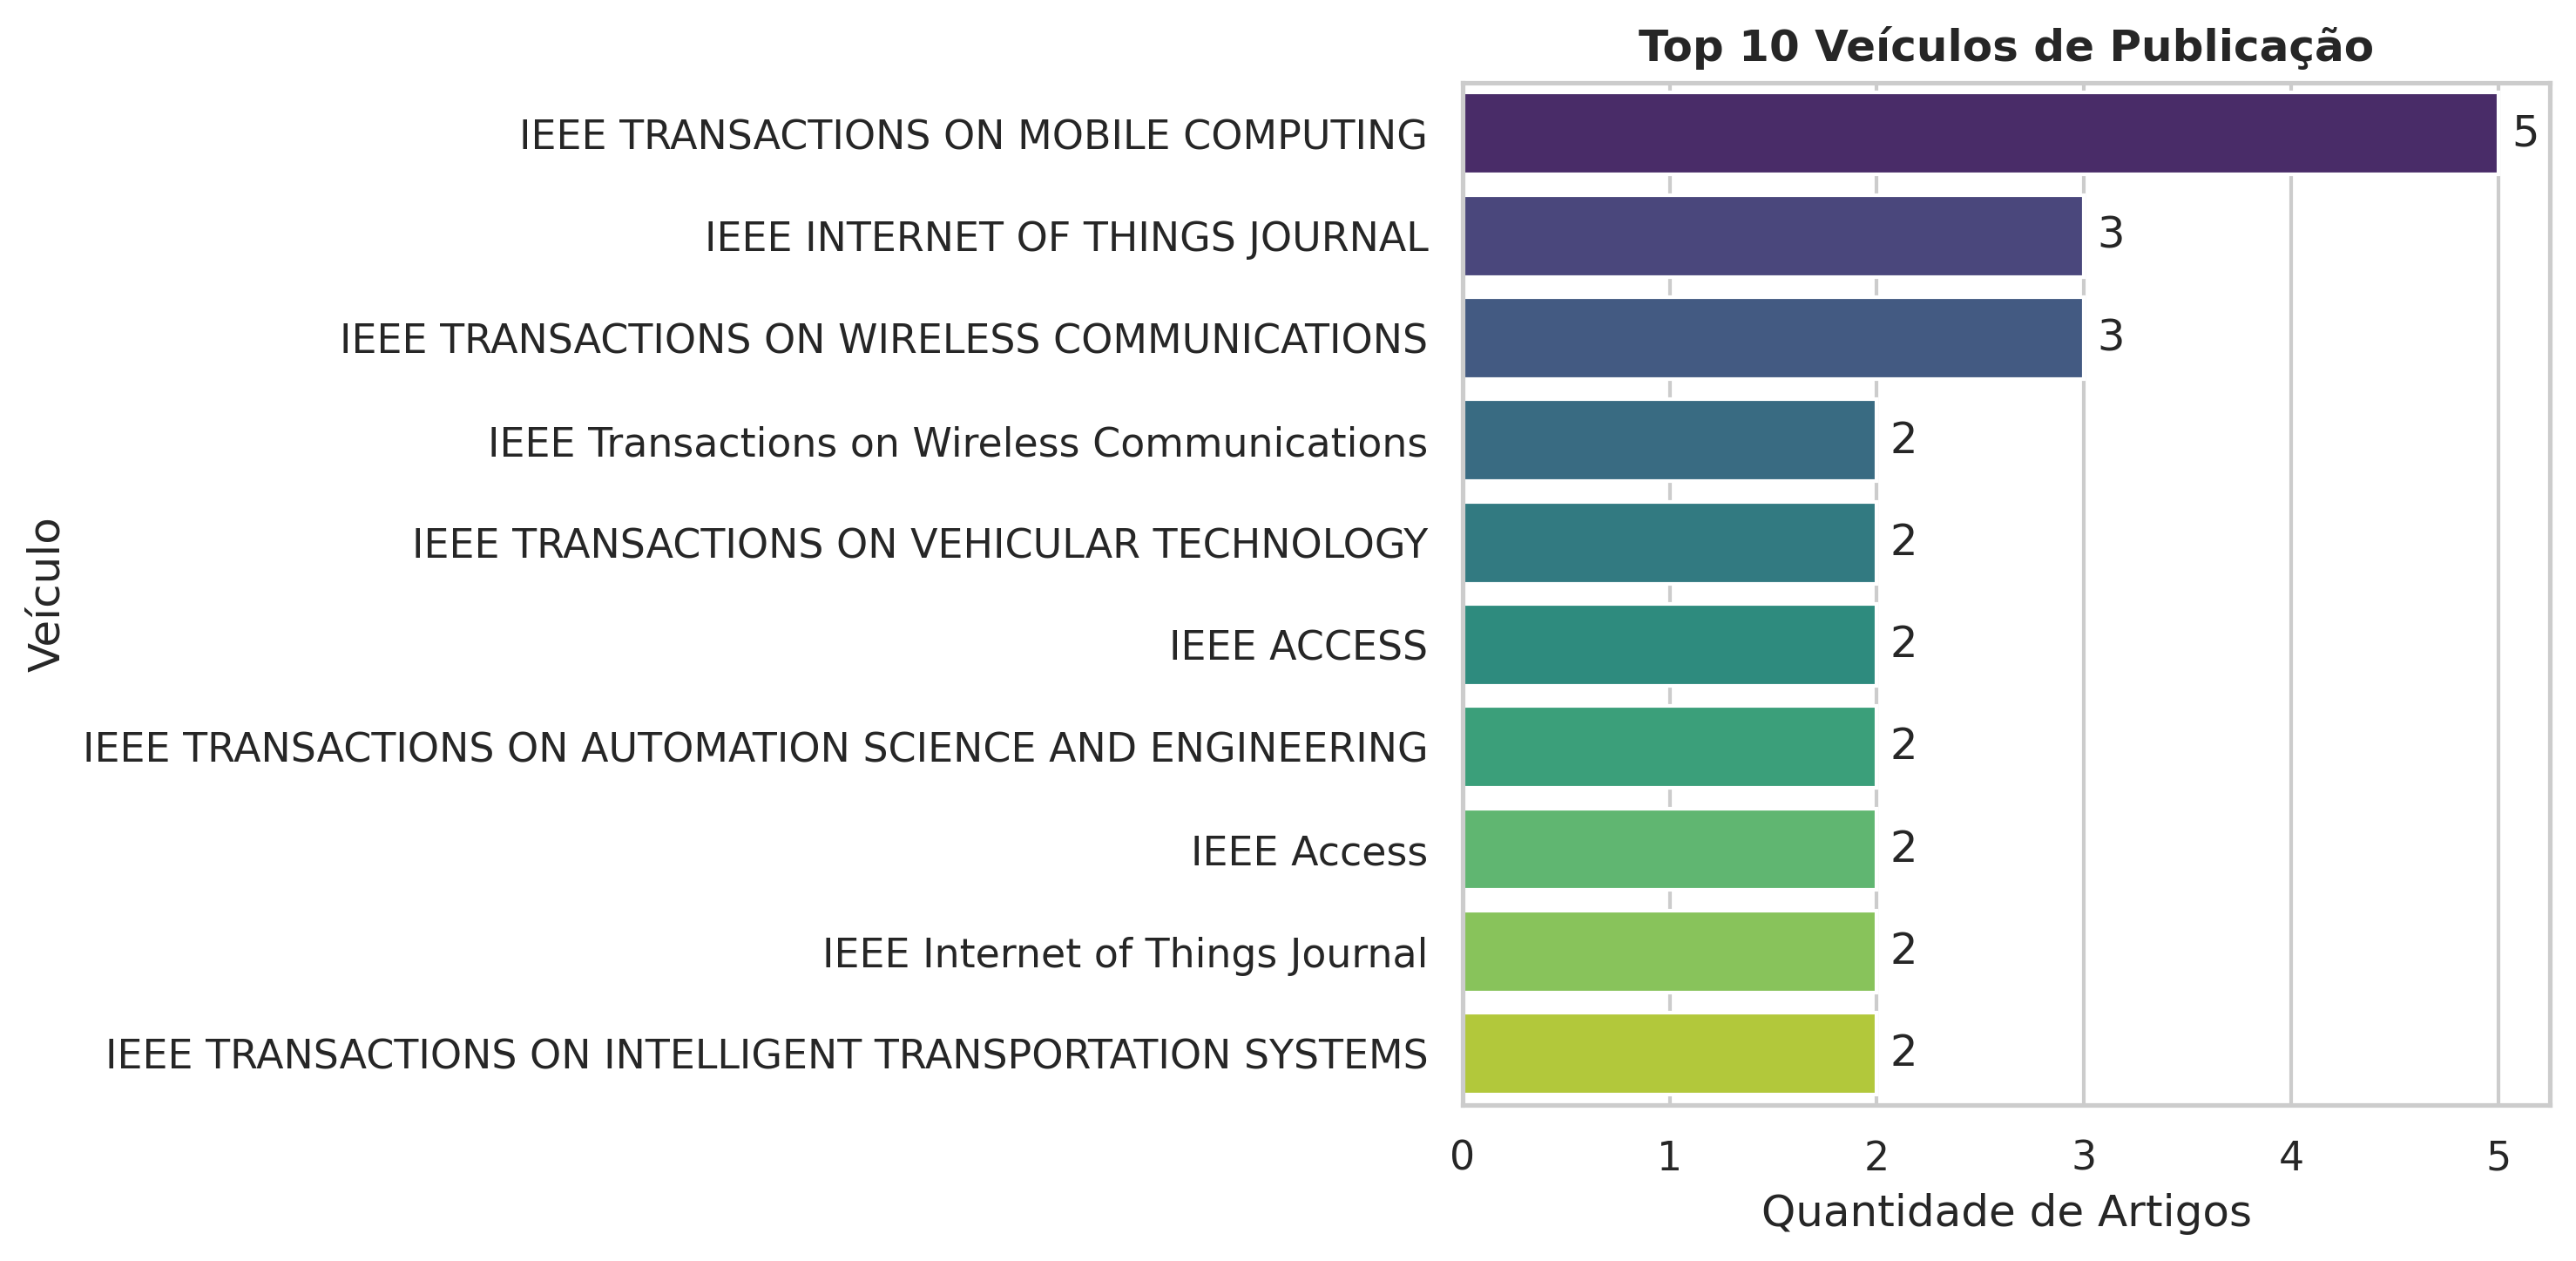 Top 10 Veículos de Publicação
Veículo
IEEE TRANSACTIONS ON MOBILE COMPUTING 5
IEEE INTERNET OF THINGS JOURNAL 3
IEEE TRANSACTIONS ON WIRELESS COMMUNICATIONS 3
IEEE Transactions on Wireless Communications 2
IEEE TRANSACTIONS ON VEHICULAR TECHNOLOGY 2
IEEE ACCESS 2
IEEE TRANSACTIONS ON AUTOMATION SCIENCE AND ENGINEERING 2
IEEE Access 2
IEEE Internet of Things Journal 2
IEEE TRANSACTIONS ON INTELLIGENT TRANSPORTATION SYSTEMS 2
0 1 2 3 4 5
Quantidade de Artigos